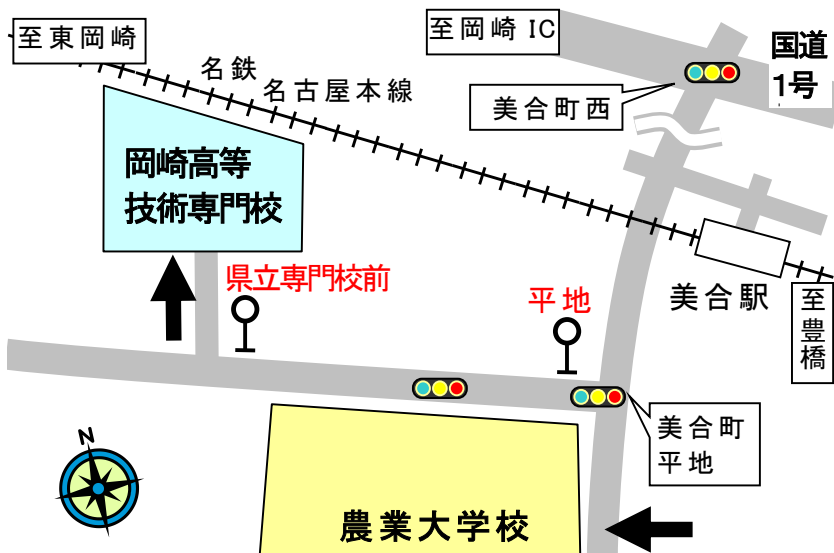 至東岡崎
名鉄
名古屋本線
至岡崎 IC
国道
1号
美合町西
岡崎高等
技術専門校
県立専門校前
平地
美合駅
至豊橋
美合町
平地
N
農業大学校